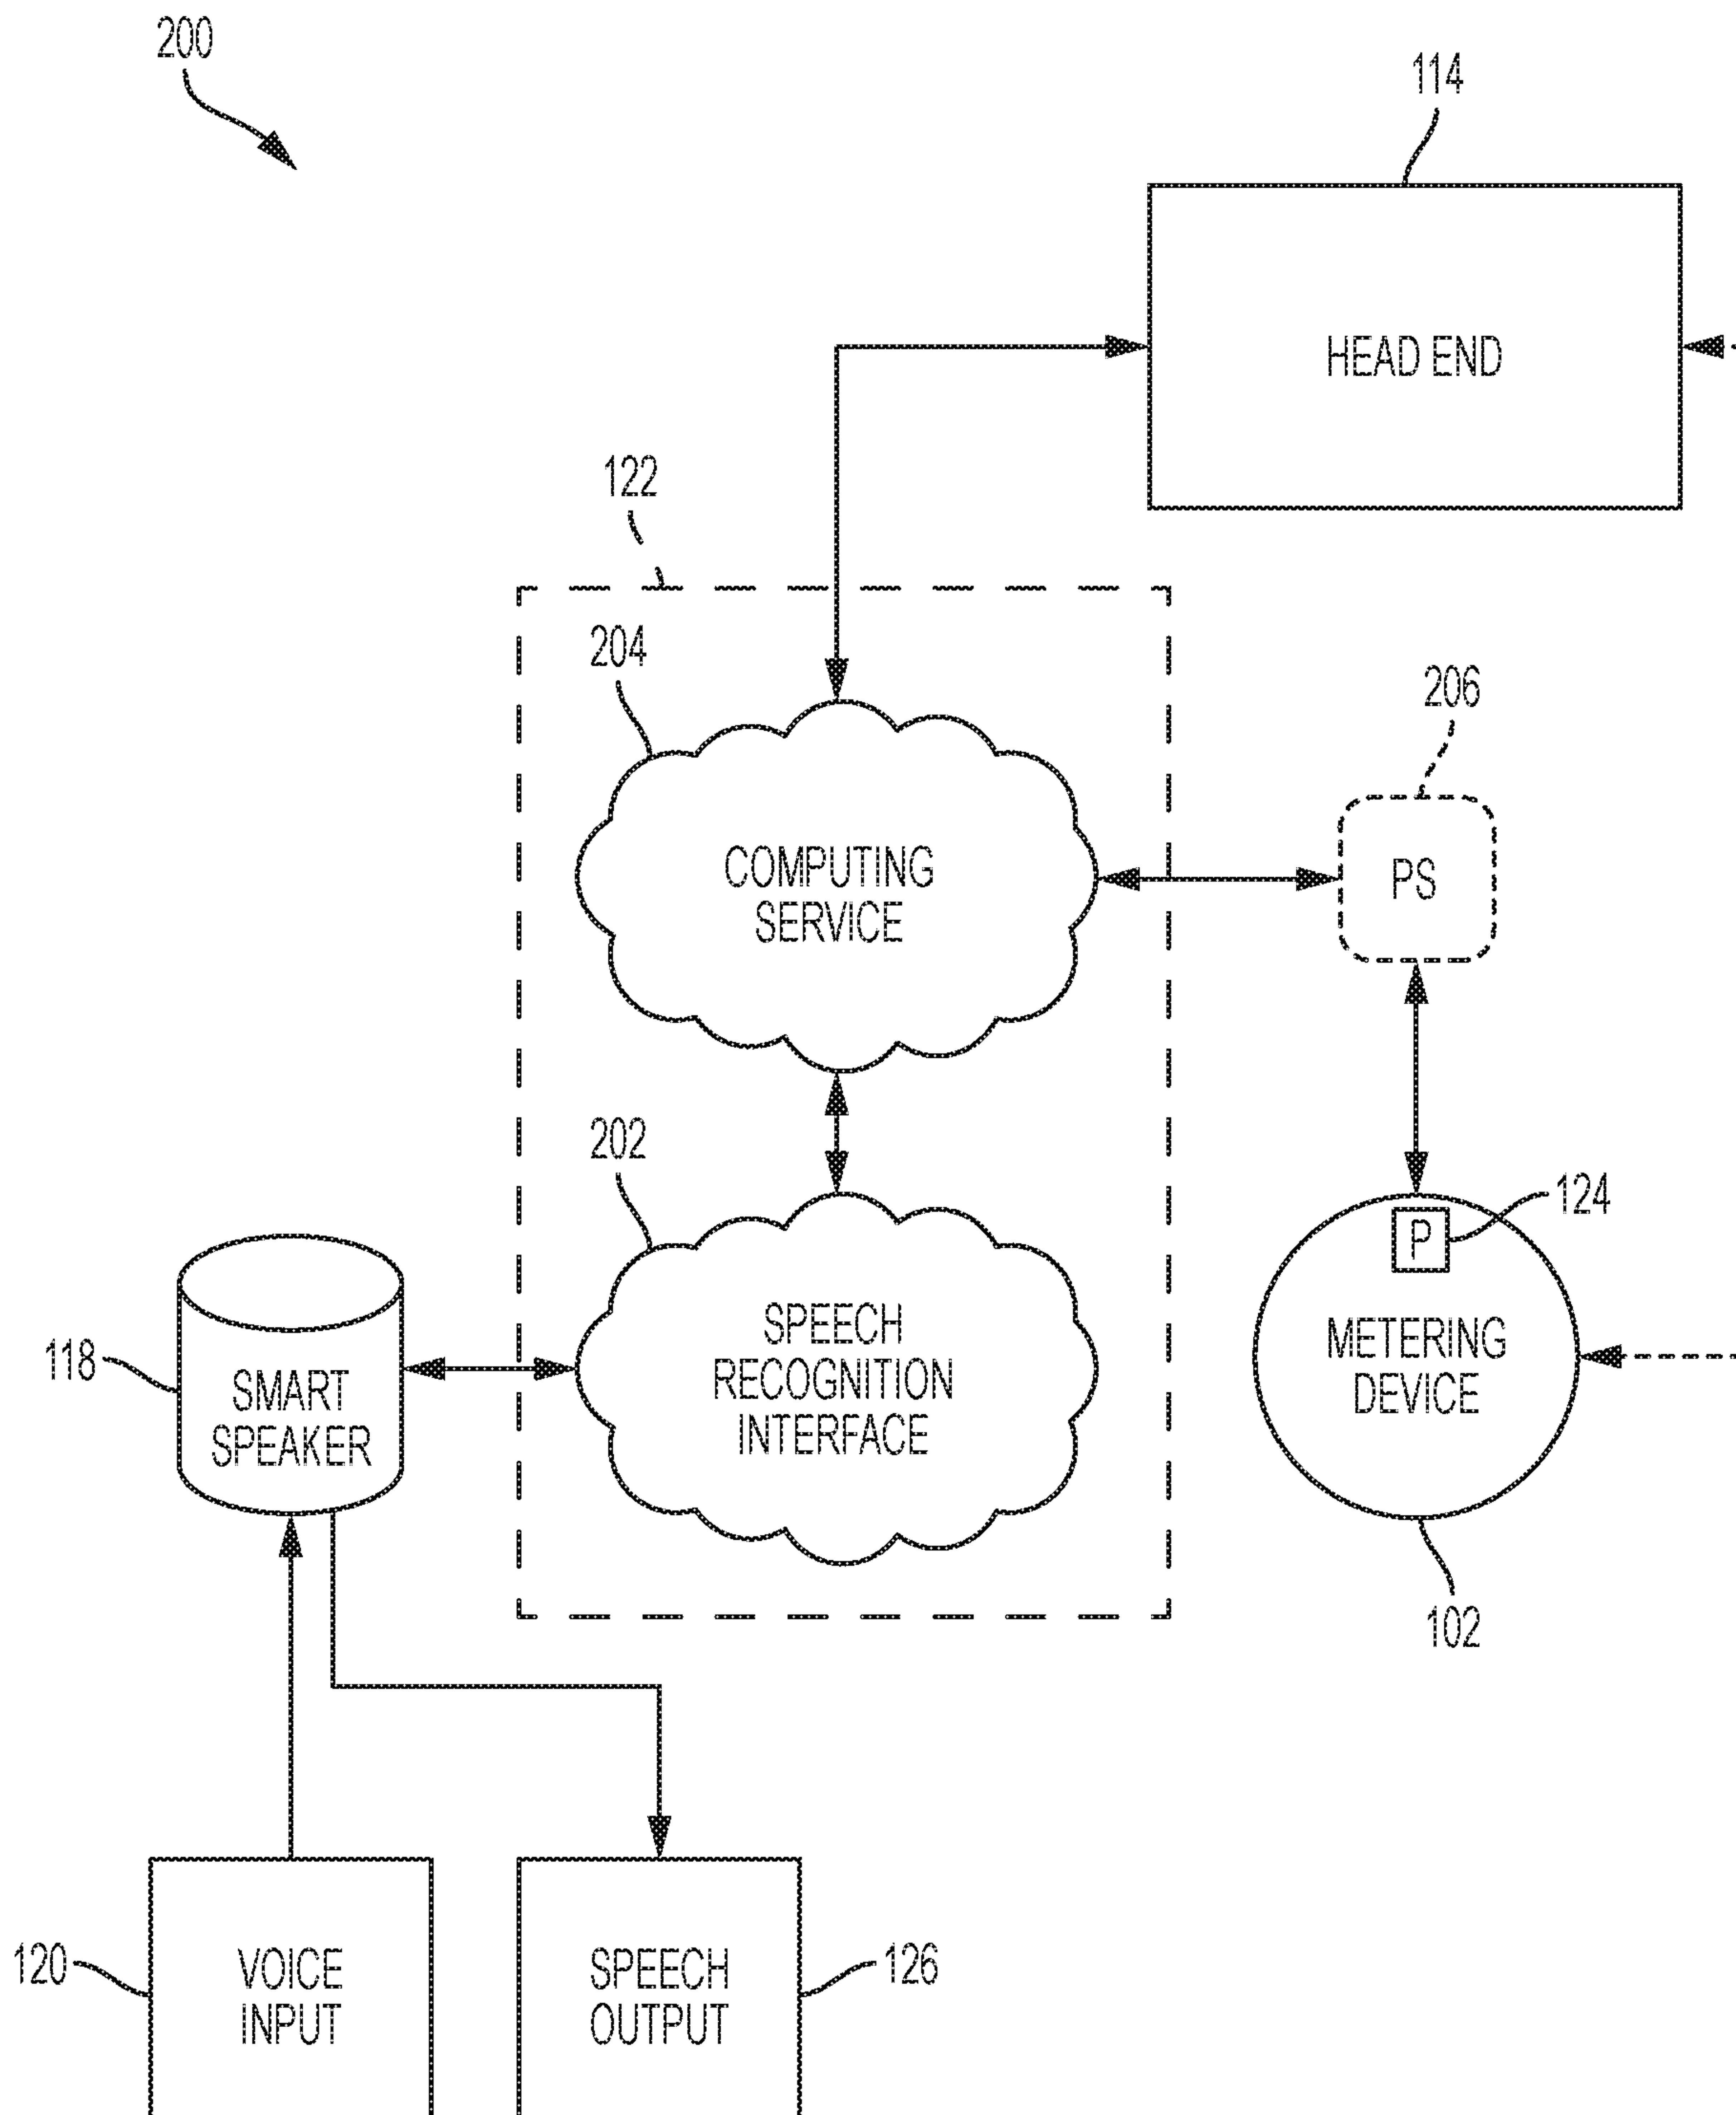 200
114
HEAD END
122
204
206
COMPUTING
SERVICE
PS
202
124
P
118
SMART
SPEAKER
SPEECH
RECOGNITION
INTERFACE
METERING
DEVICE
102
120
VOICE
INPUT
SPEECH
OUTPUT
126